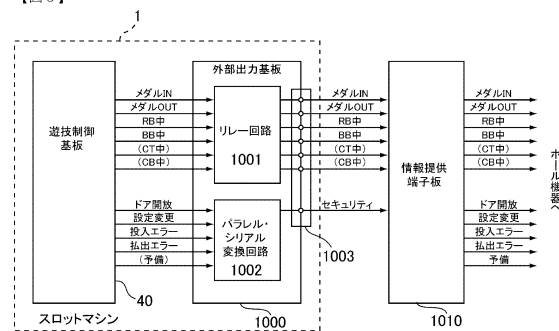 1
スロットマシン
遊技制御
基板
40
メダルIN
メダルOUT
RB中
BB中
(CT中)
(CB中)
ドア開放
設定変更
投入エラー
払出エラー
(予備)
外部出力基板
リレー回路
1001
パラレル・
シリアル
変換回路
1002
1000
1003
メダルIN
メダルOUT
RB中
BB中
(CT中)
(CB中)
セキュリティ
情報提供
端子板
1010
メダルIN
メダルOUT
RB中
BB中
(CT中)
(CB中)
ドア開放
設定変更
投入エラー
払出エラー
(予備)
ホール機器へ